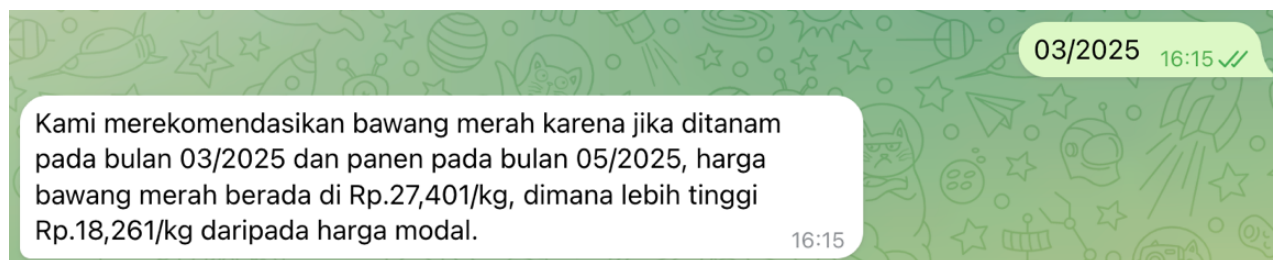 03/2025 16:15
Kami merekomendasikan bawang merah karena jika ditanam
pada bulan 03/2025 dan panen pada bulan 05/2025, harga
bawang merah berada di Rp.27,401/kg, dimana lebih tinggi
Rp.18,261/kg daripada harga modal.
16:15